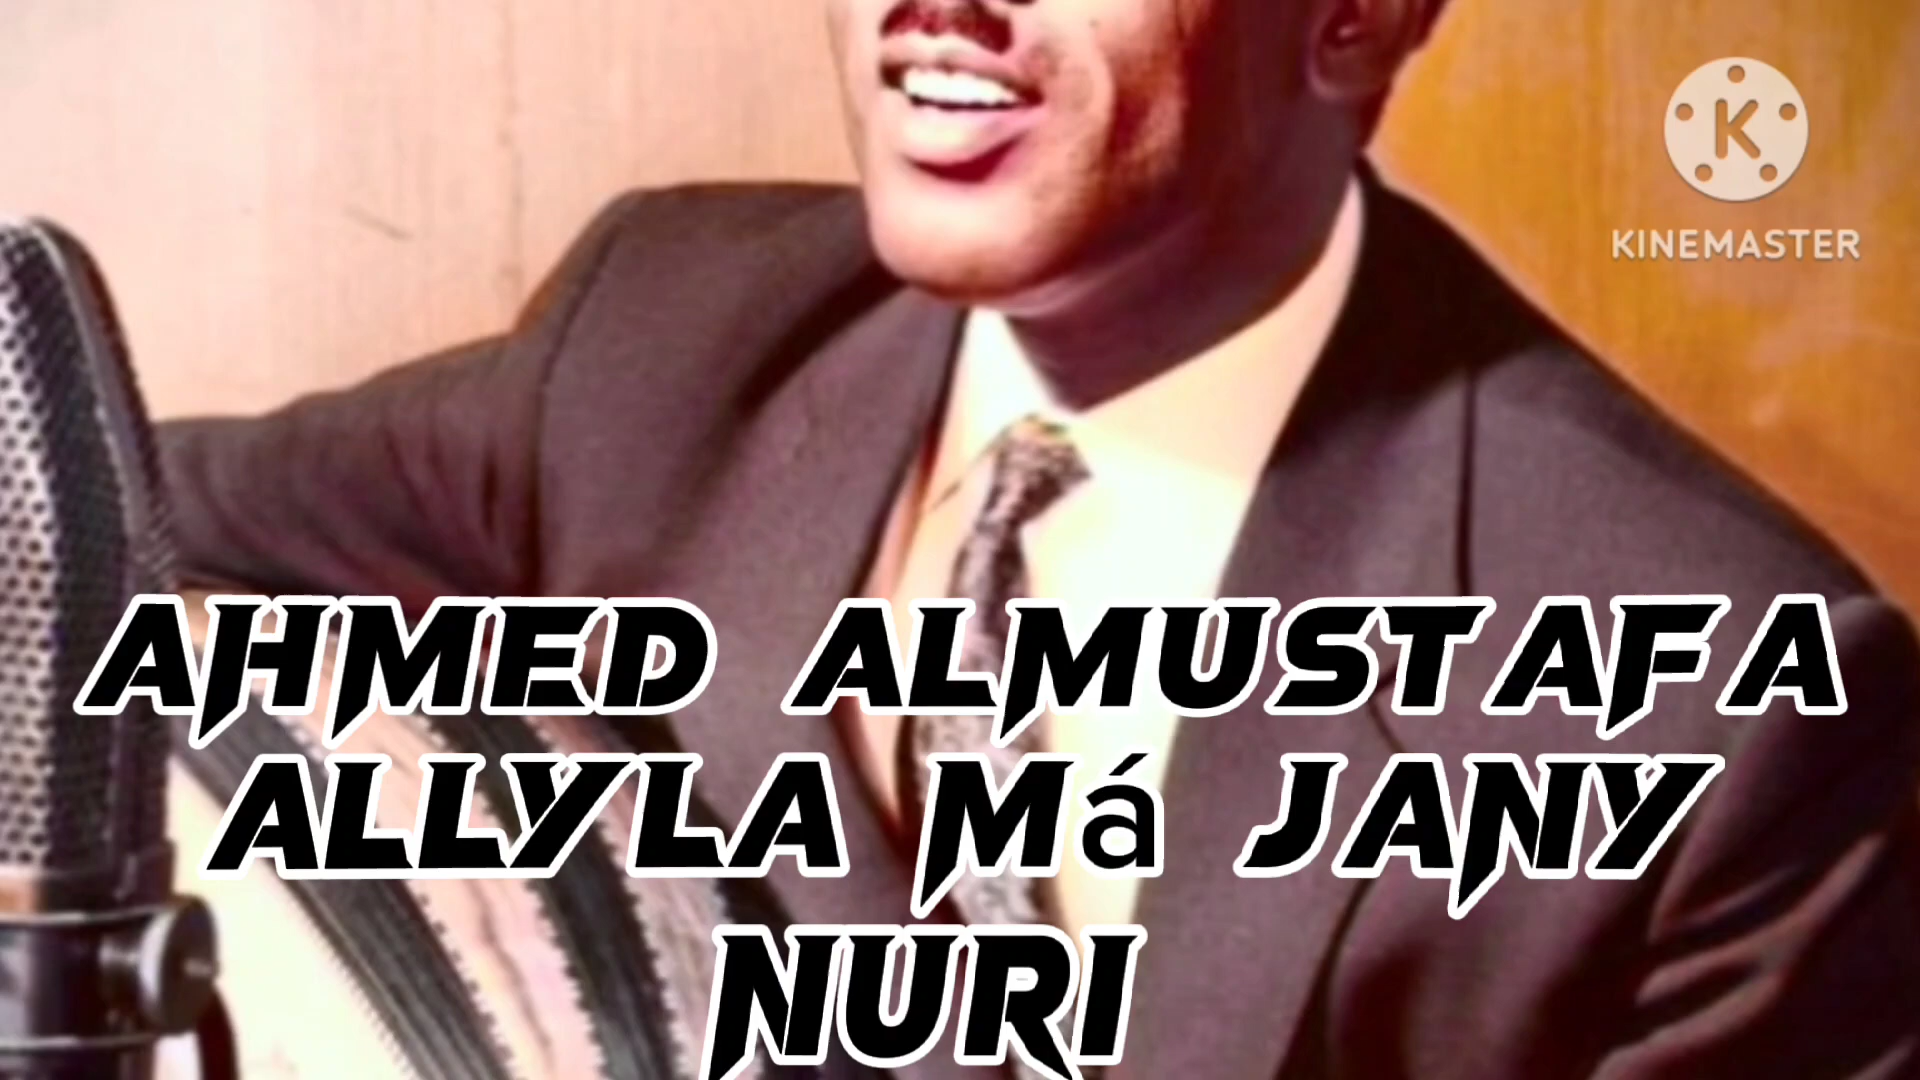 K
KINEMASTER
AHMED ALMUSTAFA
ALLYLA Má JANY
NURI